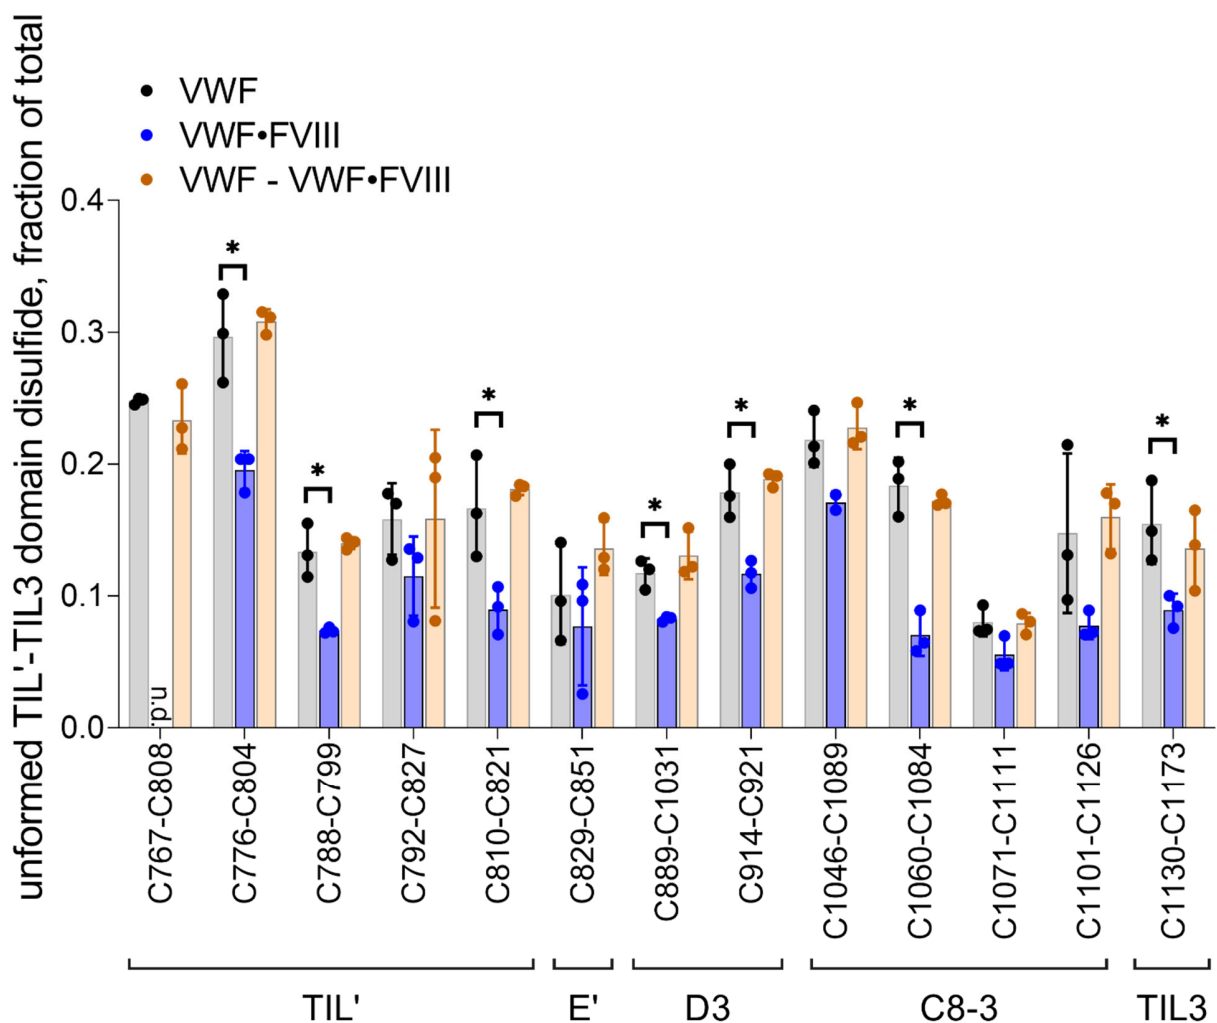 unformed TIL'-TIL3 domain disulfide, fraction of total
VWF
VWF•FVIII
VWF - VWF•FVIII
0.4
0.3
0.2
0.1
0.0
*
*
*
*
*
*
*
n.d.
C767-C808
C776-C804
C788-C799
C792-C827
C810-C821
C829-C851
C889-C1031
C914-C921
C1046-C1089
C1060-C1084
C1071-C1111
C1101-C1126
C1130-C1173
TIL'
E'
D3
C8-3
TIL3